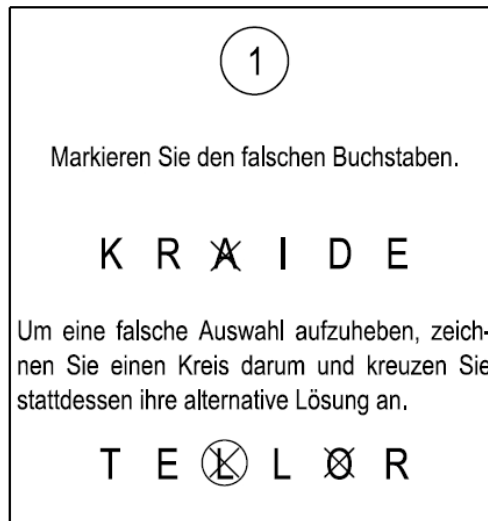 1
Markieren Sie den falschen Buchstaben.
K R A I D E
Um eine falsche Auswahl aufzuheben, zeich-
nen Sie einen Kreis darum und kreuzen Sie
stattdessen ihre alternative Lösung an.
T E L L O R